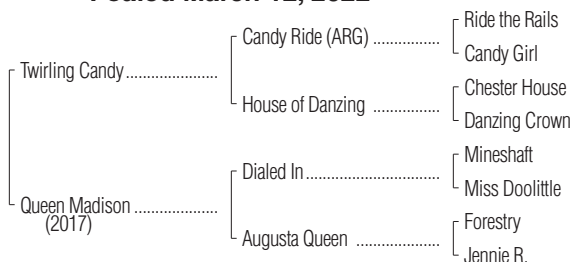 Foaled March 12, 2022
Ride the Rails
Candy Ride (ARG) ................
Candy Girl
Twirling Candy ......................
Chester House
House of Danzing ................
Danzing Crown
Mineshaft
Dialed In................................
Miss Doolittle
Queen Madison ....................
(2017)
Forestry
Augusta Queen ....................
Jennie R.